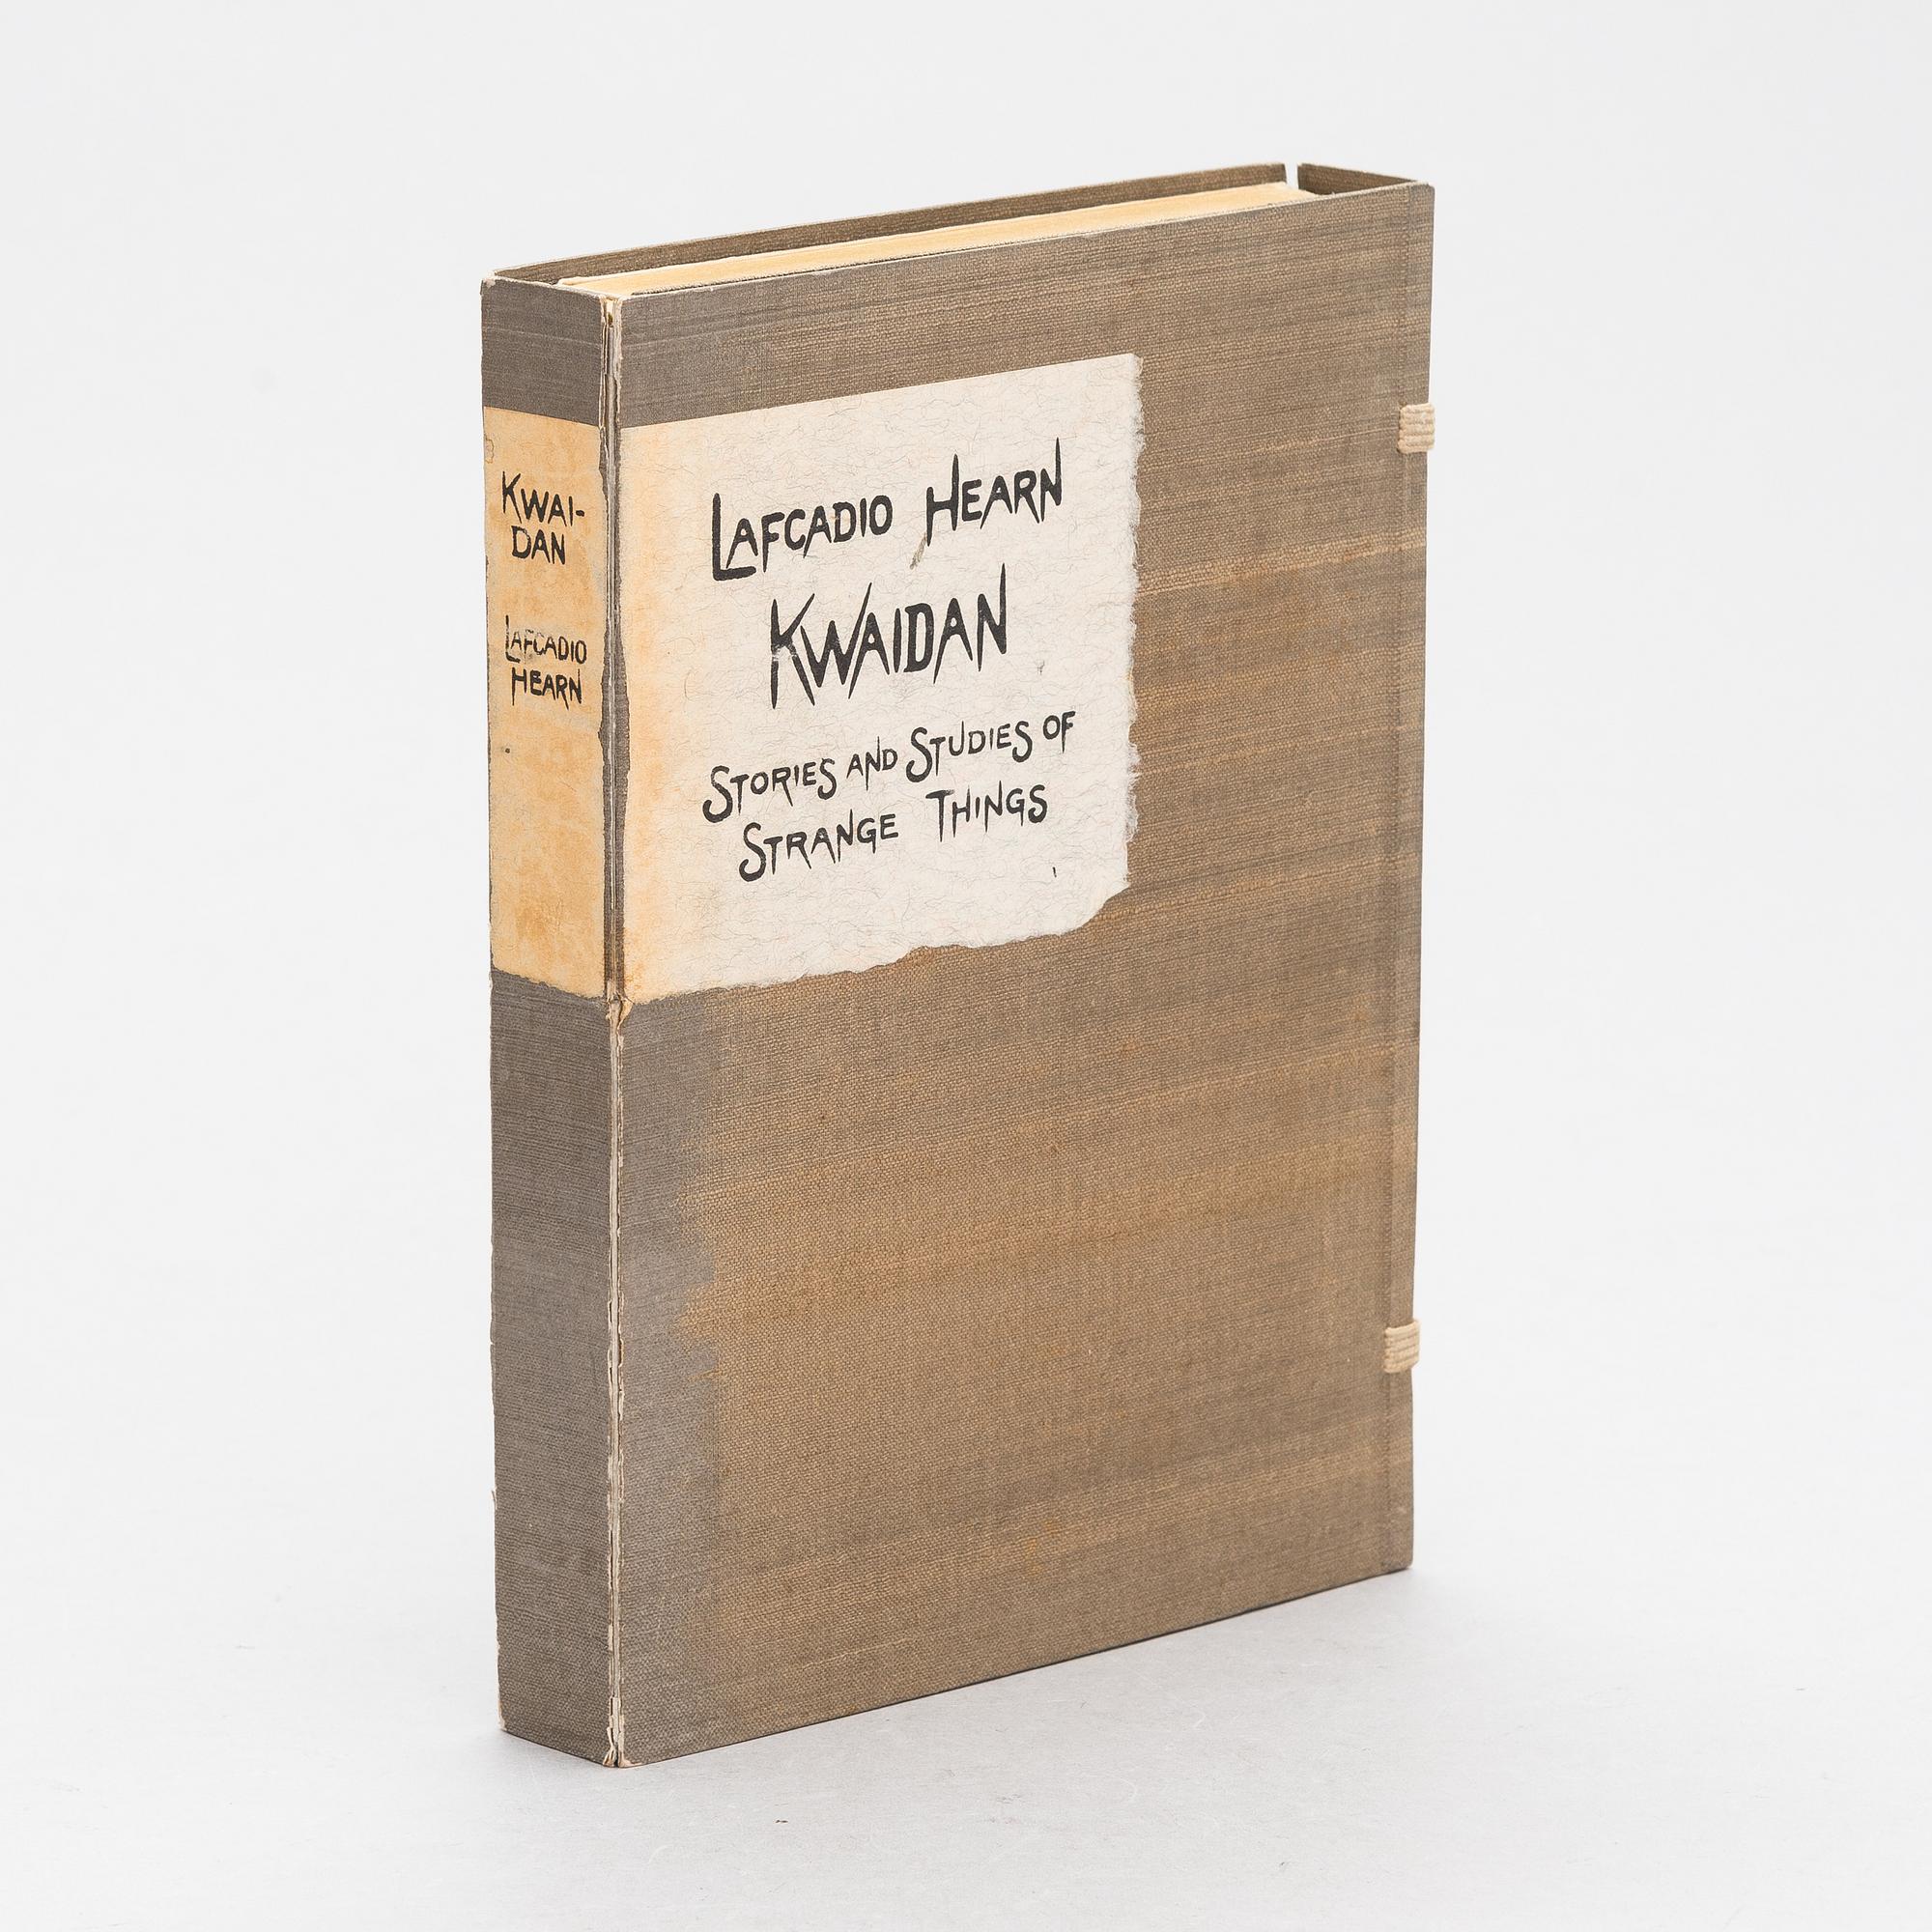 KWAI-
DAN
LAFCADIO
HEARN
LAFCADIO HEARN
KWAIDAN
STORIES AND STUDIES OF
STRANGE THINGS